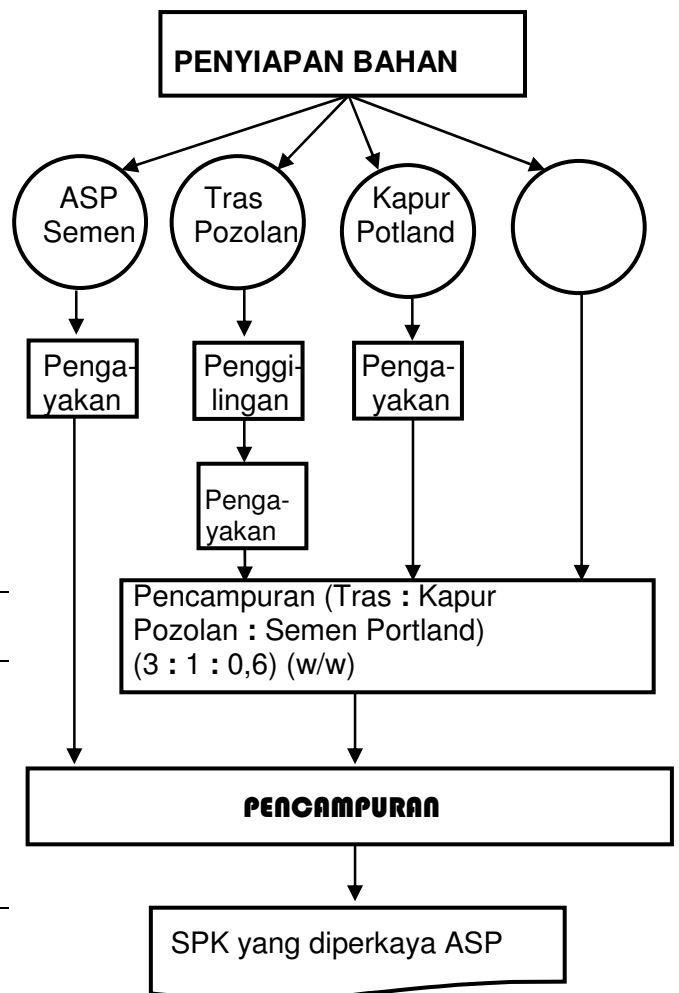 PENYIAPAN BAHAN
ASP
Semen
Tras
Pozolan
Kapur
Potland
Penga-
yakan
Penggi-
lingan
Penga-
yakan
Penga-
yakan
Pencampuran (Tras : Kapur
Pozolan : Semen Portland)
(3 : 1 : 0,6) (w/w)
PENCAMPURAN
SPK yang diperkaya ASP